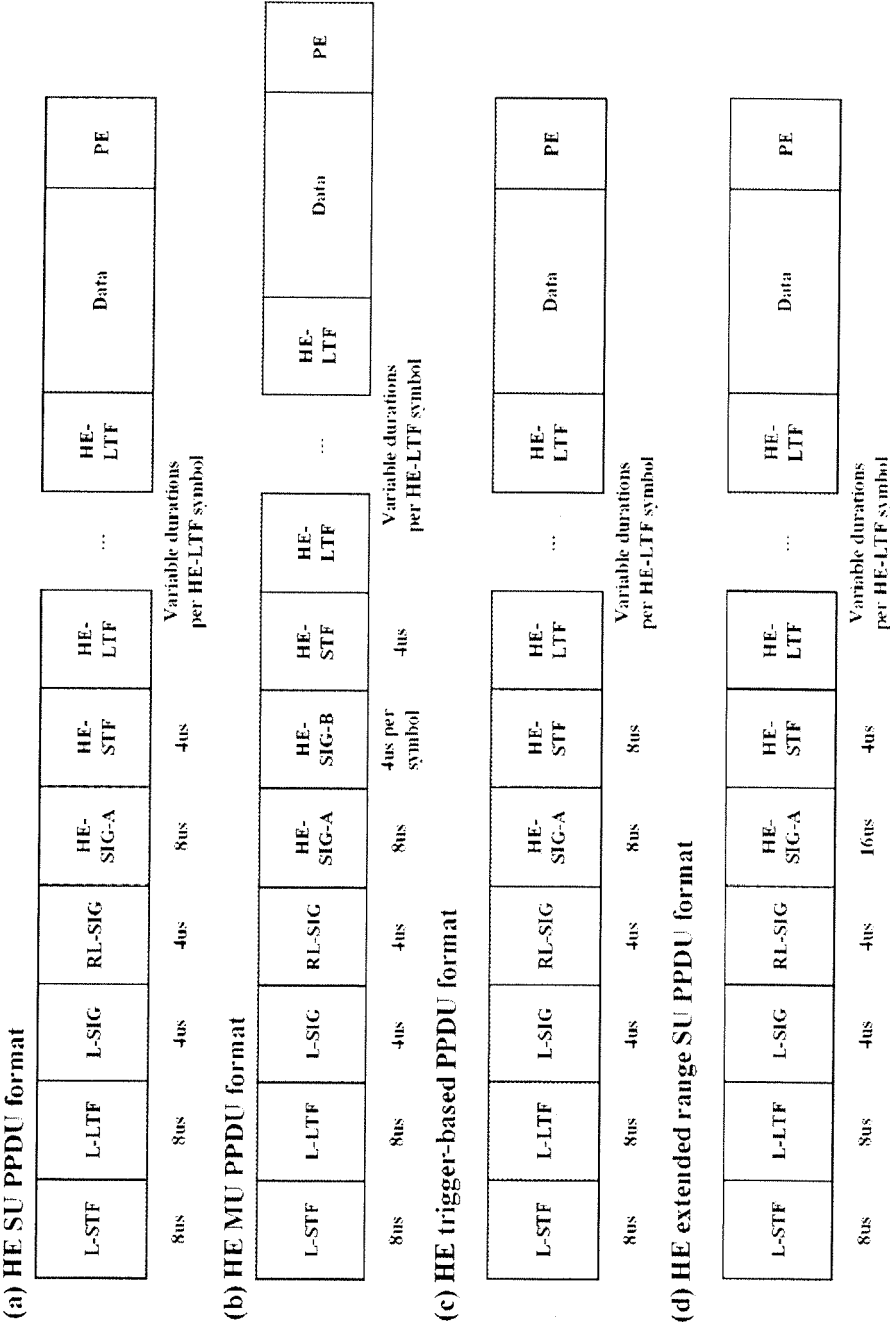 (a) HE SU PPDU format
L-STF L-LTF L-SIG RL-SIG HE-
SIG-A HE-
STF HE-
LTF ... HE-
LTF Data PE
8us 8us 4us 4us 8us 4us Variable durations
per HE-LTF symbol
(b) HE MU PPDU format
L-STF L-LTF L-SIG RL-SIG HE-
SIG-A HE-
SIG-B HE-
STF HE-
LTF ... HE-
LTF Data PE
8us 8us 4us 4us 8us 4us per
symbol 4us Variable durations
per HE-LTF symbol
(c) HE trigger-based PPDU format
L-STF L-LTF L-SIG RL-SIG HE-
SIG-A HE-
STF HE-
LTF ... HE-
LTF Data PE
8us 8us 4us 4us 8us 8us Variable durations
per HE-LTF symbol
(d) HE extended range SU PPDU format
L-STF L-LTF L-SIG RL-SIG HE-
SIG-A HE-
STF HE-
LTF ... HE-
LTF Data PE
8us 8us 4us 4us 16us 4us Variable durations
per HE-LTF symbol